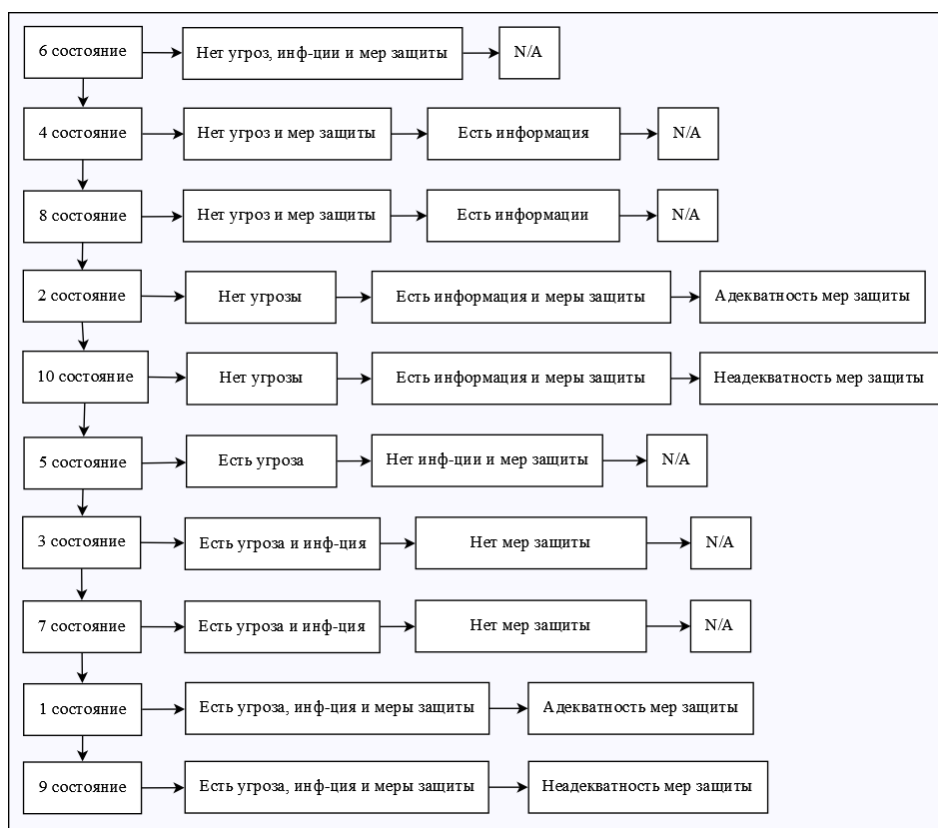 6 состояние Нет угроз, инф-ции и мер защиты N/A
4 состояние Нет угроз и мер защиты Есть информация N/A
8 состояние Нет угроз и мер защиты Есть информации N/A
2 состояние Нет угрозы Есть информация и меры защиты Адекватность мер защиты
10 состояние Нет угрозы Есть информация и меры защиты Неадекватность мер защиты
5 состояние Есть угроза Нет инф-ции и мер защиты N/A
3 состояние Есть угроза и инф-ция Нет мер защиты N/A
7 состояние Есть угроза и инф-ция Нет мер защиты N/A
1 состояние Есть угроза, инф-ция и меры защиты Адекватность мер защиты
9 состояние Есть угроза, инф-ция и меры защиты Неадекватность мер защиты